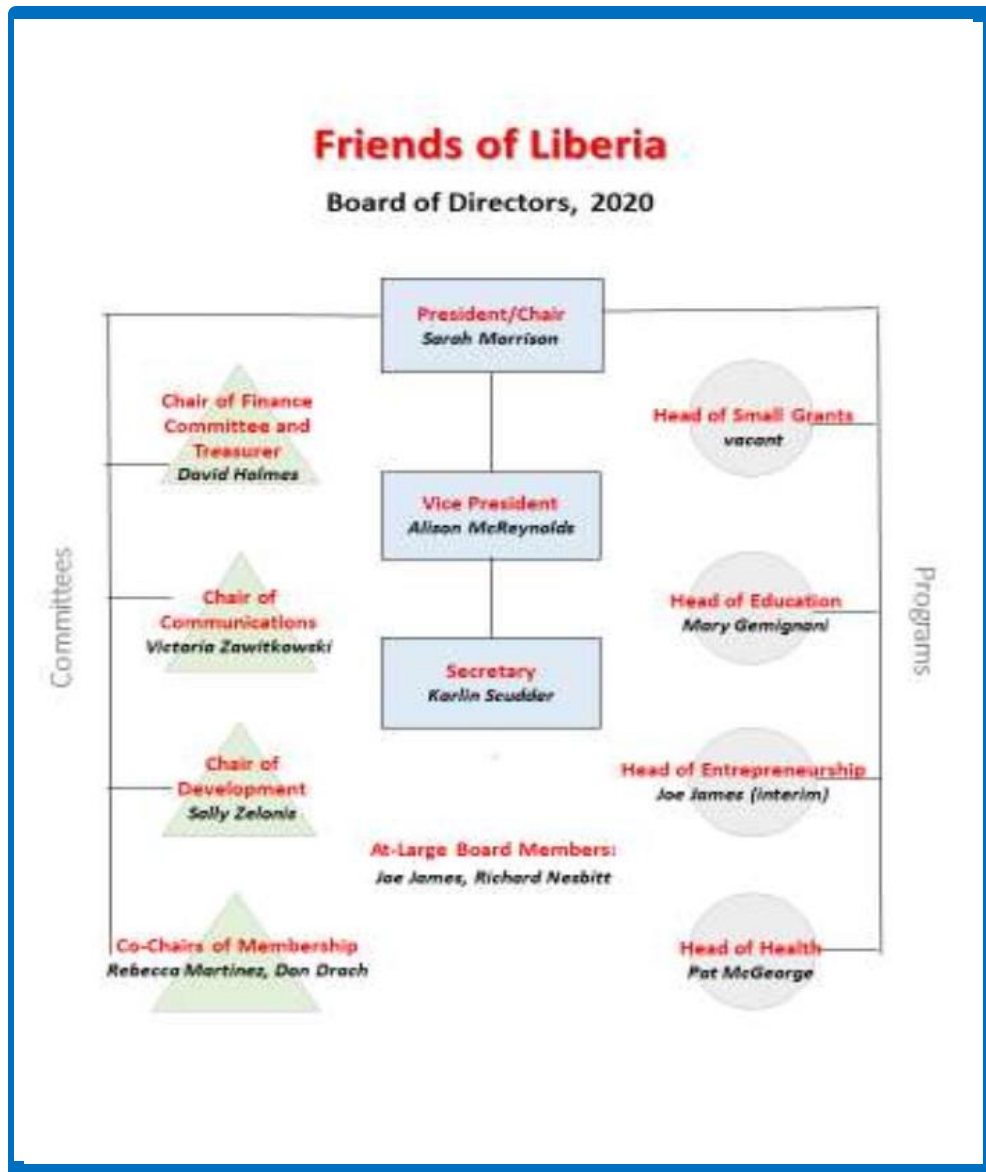 Friends of Liberia
Board of Directors, 2020
President/Chair
Sarah Morrison
Vice President
Alison McReynolds
Secretary
Karlin Scudder
At-Large Board Members:
Joe James, Richard Nesbitt
Committees
Chair of Finance
Committee and
Treasurer
David Holmes
Chair of
Communications
Victoria Zawitkowski
Chair of
Development
Sally Zelonis
Co-Chairs of Membership
Rebecca Martinez, Dan Drach
Programs
Head of Small Grants
vacant
Head of Education
Mary Gemignani
Head of Entrepreneurship
Joe James (interim)
Head of Health
Pat McGeorge